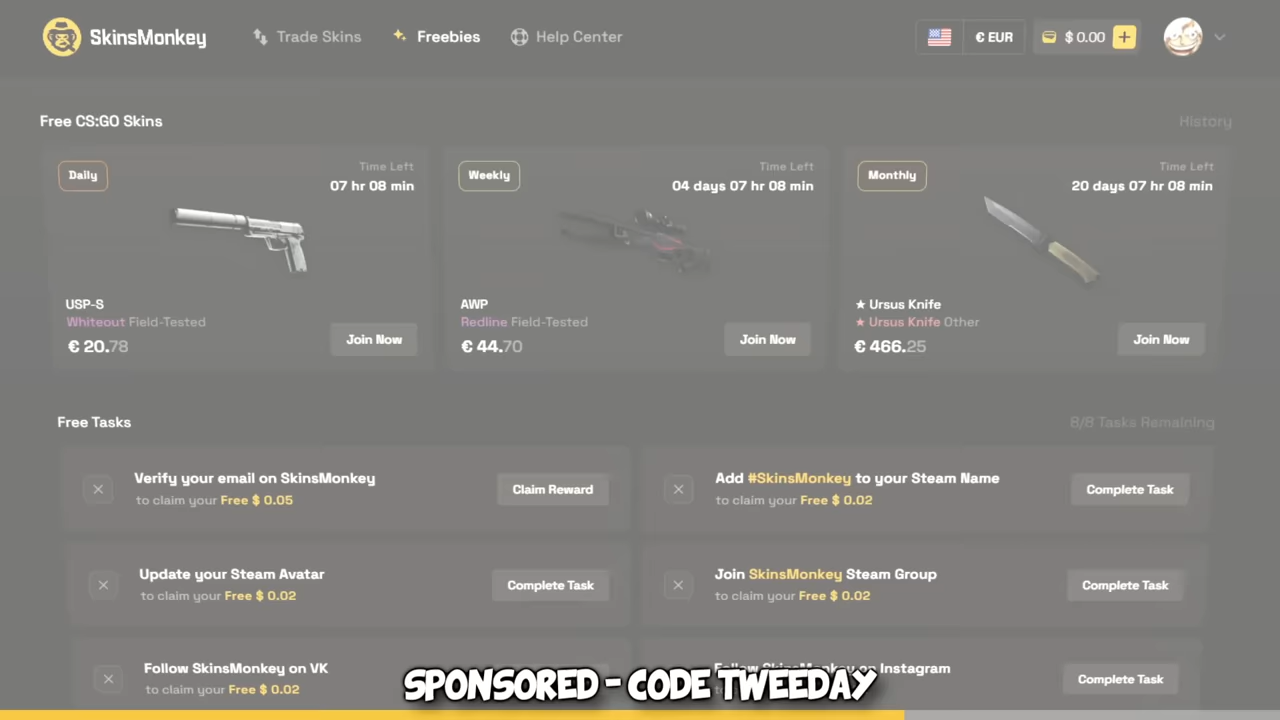 SkinsMonkey Trade Skins Freebies Help Center € EUR $ 0.00 +
Free CS:GO Skins History
Daily Time Left 07 hr 08 min
USP-S
Whiteout Field-Tested
€ 20.78 Join Now
Weekly Time Left 04 days 07 hr 08 min
AWP
Redline Field-Tested
€ 44.70 Join Now
Monthly Time Left 20 days 07 hr 08 min
★ Ursus Knife
★ Ursus Knife Other
€ 466.25 Join Now
Free Tasks 8/8 Tasks Remaining
Verify your email on SkinsMonkey
to claim your Free $ 0.05
Claim Reward
Add #SkinsMonkey to your Steam Name
to claim your Free $ 0.02
Complete Task
Update your Steam Avatar
to claim your Free $ 0.02
Complete Task
Join SkinsMonkey Steam Group
to claim your Free $ 0.02
Complete Task
Follow SkinsMonkey on VK
to claim your Free $ 0.02
Follow SkinsMonkey on Instagram
Complete Task
SPONSORED - CODE TWEEDAY